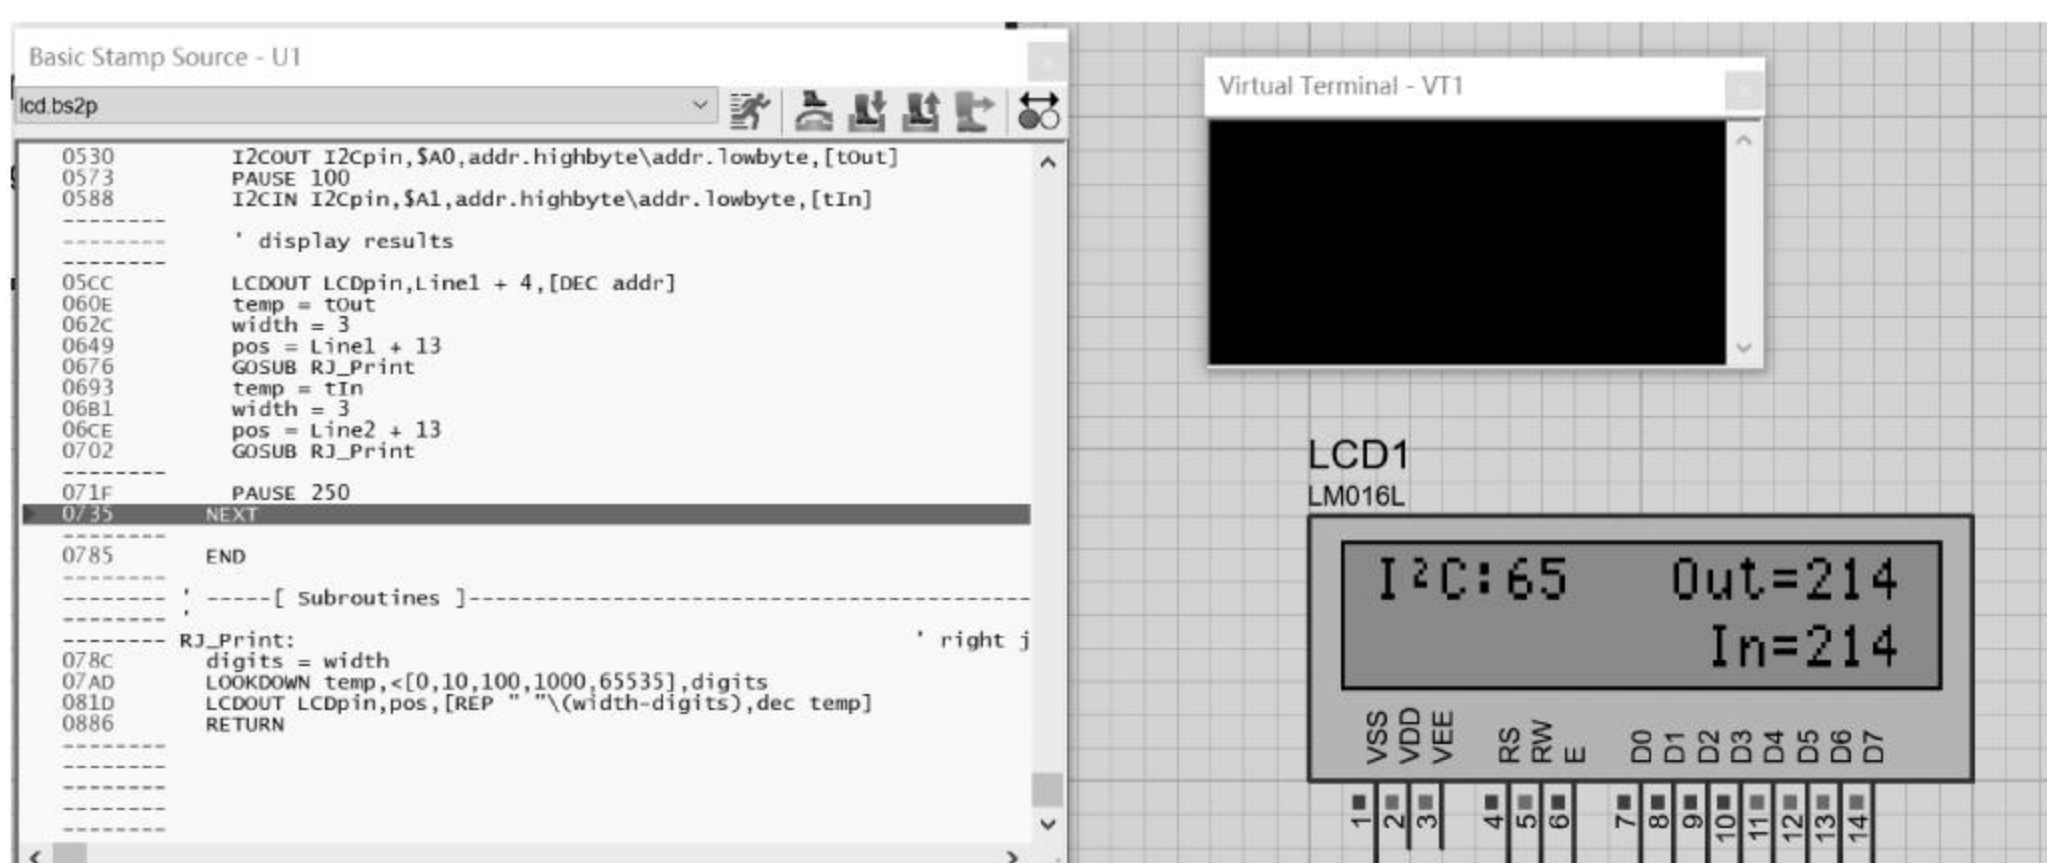 Basic Stamp Source - U1
lcd.bs2p
0530 I2COUT I2Cpin,$A0,addr.highbyte\addr.lowbyte,[tOut]
0573 PAUSE 100
0588 I2CIN I2Cpin,$A1,addr.highbyte\addr.lowbyte,[tIn]
--------
-------- ' display results
--------
05CC LCDOUT LCDpin,Line1 + 4,[DEC addr]
060E temp = tOut
062C width = 3
0649 pos = Line1 + 13
0676 GOSUB RJ_Print
0693 temp = tIn
06B1 width = 3
06CE pos = Line2 + 13
0702 GOSUB RJ_Print
--------
071F PAUSE 250
0735 NEXT
--------
0785 END
--------
-------- ' -----[ Subroutines ]-------------------------------------------
-------- '
-------- RJ_Print: ' right j
078C digits = width
07AD LOOKDOWN temp,<[0,10,100,1000,65535],digits
081D LCDOUT LCDpin,pos,[REP " "\(width-digits),dec temp]
0886 RETURN
--------
--------
--------
--------
--------
Virtual Terminal - VT1
LCD1
LM016L
I²C:65 Out=214
In=214
VSS VDD VEE RS RW E D0 D1 D2 D3 D4 D5 D6 D7
1 2 3 4 5 6 7 8 9 10 11 12 13 14